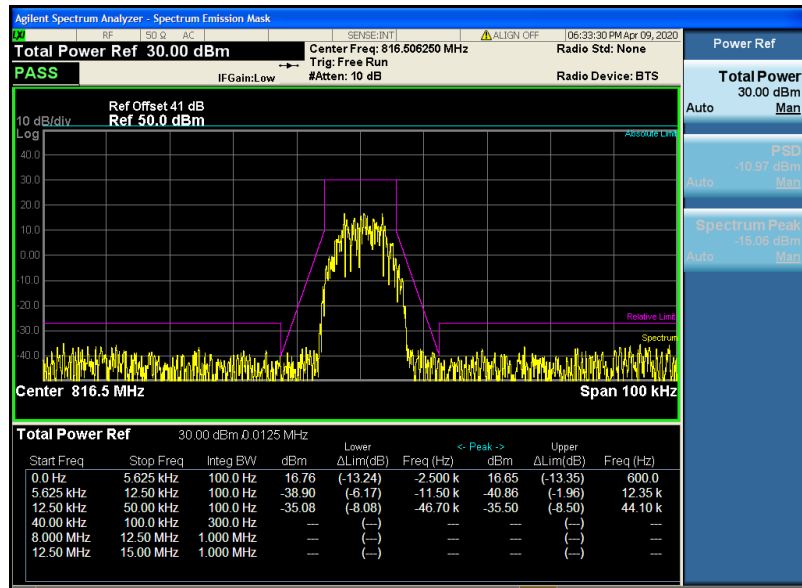 Agilent Spectrum Analyzer - Spectrum Emission Mask
LXI RF 50 Ω AC SENSE:INT ALIGN OFF 06:33:30 PM Apr 09, 2020
Total Power Ref 30.00 dBm
Center Freq: 816.506250 MHz
Radio Std: None
Trig: Free Run
PASS
IFGain:Low
#Atten: 10 dB
Radio Device: BTS
Ref Offset 41 dB
10 dB/div Ref 50.0 dBm
Log
Absolute Limit
40.0
30.0
20.0
10.0
0.00
-10.0
-20.0
-30.0
-40.0
Relative Limit
Spectrum
Center 816.5 MHz Span 100 kHz
Total Power Ref 30.00 dBm / 0.0125 MHz
Lower <- Peak -> Upper
Start Freq Stop Freq Integ BW dBm ΔLim(dB) Freq (Hz) dBm ΔLim(dB) Freq (Hz)
0.0 Hz 5.625 kHz 100.0 Hz 16.76 (-13.24) -2.500 k 16.65 (-13.35) 600.0
5.625 kHz 12.50 kHz 100.0 Hz -38.90 (-6.17) -11.50 k -40.86 (-1.96) 12.35 k
12.50 kHz 50.00 kHz 100.0 Hz -35.08 (-8.08) -46.70 k -35.50 (-8.50) 44.10 k
40.00 kHz 100.0 kHz 300.0 Hz --- (---) --- --- (---) ---
8.000 MHz 12.50 MHz 1.000 MHz --- (---) --- --- (---) ---
12.50 MHz 15.00 MHz 1.000 MHz --- (---) --- --- (---) ---
Power Ref
Total Power
30.00 dBm
Auto Man
PSD
-10.97 dBm
Auto Man
Spectrum Peak
-15.06 dBm
Auto Man